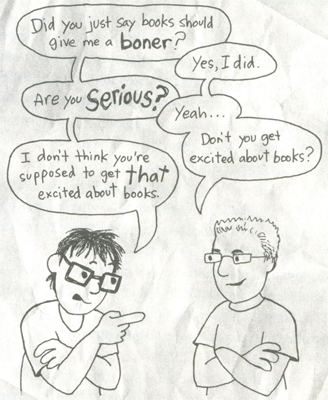 Did you just say books should
give me a boner?
Yes, I did.
Are you Serious?
Yeah...
Don't you get
excited about books?
I don't think you're
supposed to get that
excited about books.